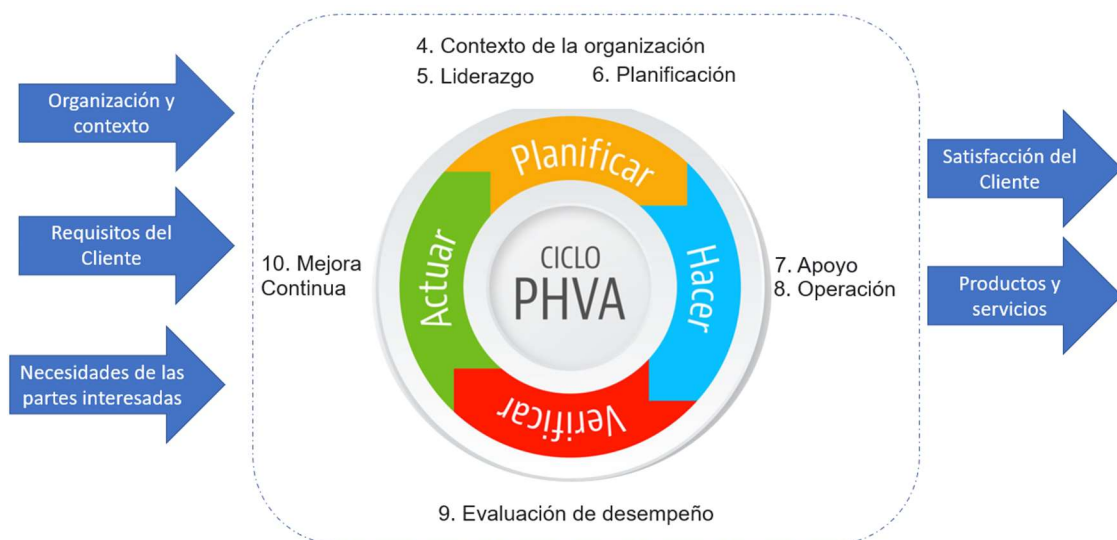 4. Contexto de la organización
5. Liderazgo
6. Planificación
Organización y
contexto
Requisitos del
Cliente
Necesidades de las
partes interesadas
10. Mejora
Continua
Planificar
Hacer
Verificar
Actuar
CICLO
PHVA
7. Apoyo
8. Operación
9. Evaluación de desempeño
Satisfacción del
Cliente
Productos y
servicios